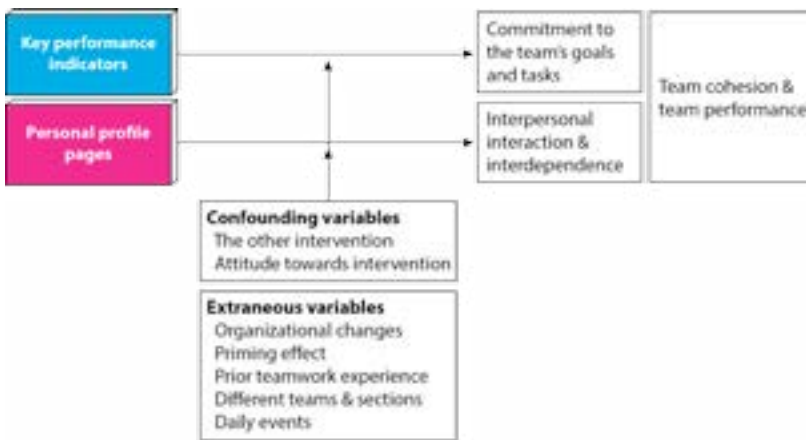 Key performance
indicators
Commitment to
the team's goals
and tasks
Team cohesion &
team performance
Personal profile
pages
Interpersonal
interaction &
interdependence
Confounding variables
The other intervention
Attitude towards intervention
Extraneous variables
Organizational changes
Priming effect
Prior teamwork experience
Different teams & sections
Daily events